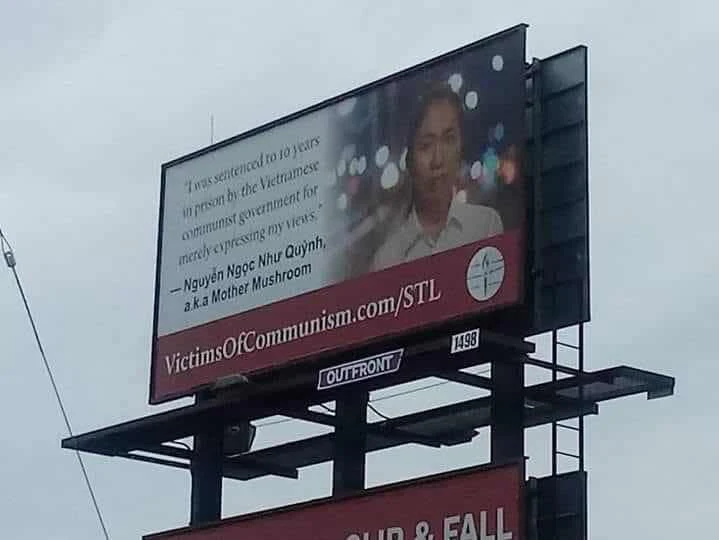 "I was sentenced to 10 years
in prison by the Vietnamese
communist government for
merely expressing my views."
— Nguyễn Ngọc Như Quỳnh,
a.k.a Mother Mushroom
VictimsOfCommunism.com/STL
1498
OUTFRONT
& FALL